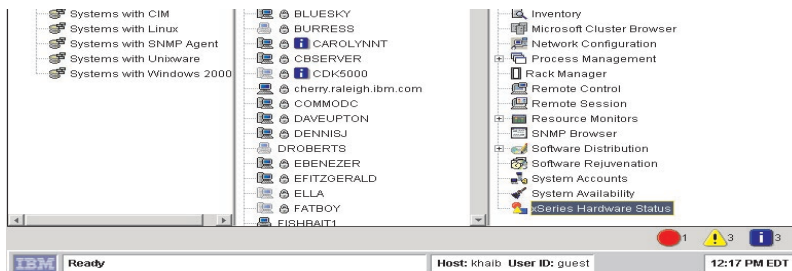 Systems with CIM
Systems with Linux
Systems with SNMP Agent
Systems with Unixware
Systems with Windows 2000
BLUESKY
BURRESS
CAROLYNNT
CBSERVER
CDK5000
cherry.raleigh.ibm.com
COMMODC
DAVEUPTON
DENNISJ
DROBERTS
EBENEZER
EFITZGERALD
ELLA
FATBOY
FISHBAIT1
Inventory
Microsoft Cluster Browser
Network Configuration
Process Management
Rack Manager
Remote Control
Remote Session
Resource Monitors
SNMP Browser
Software Distribution
Software Rejuvenation
System Accounts
System Availability
xSeries Hardware Status
1 3 3
IBM Ready Host: khaib User ID: guest 12:17 PM EDT